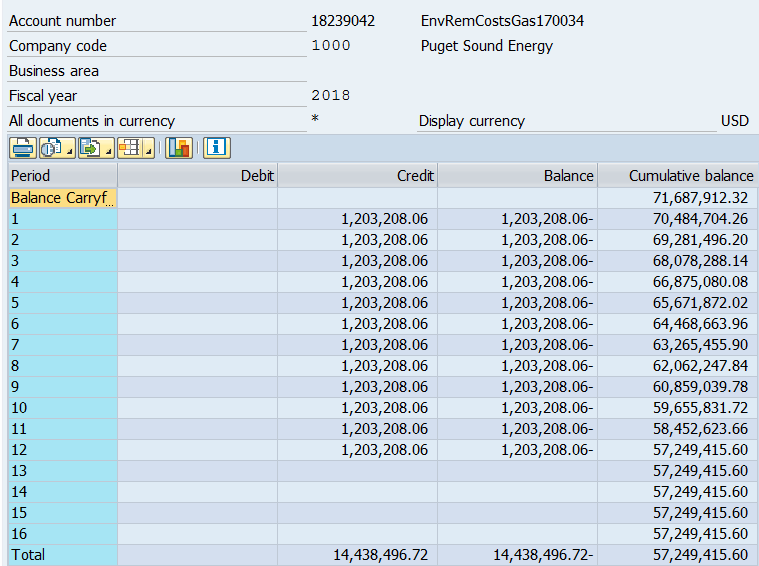 Account number 18239042 EnvRemCostsGas170034
Company code 1000 Puget Sound Energy
Business area
Fiscal year 2018
All documents in currency * Display currency USD
Period Debit Credit Balance Cumulative balance
Balance Carryf... 71,687,912.32
1 1,203,208.06 1,203,208.06- 70,484,704.26
2 1,203,208.06 1,203,208.06- 69,281,496.20
3 1,203,208.06 1,203,208.06- 68,078,288.14
4 1,203,208.06 1,203,208.06- 66,875,080.08
5 1,203,208.06 1,203,208.06- 65,671,872.02
6 1,203,208.06 1,203,208.06- 64,468,663.96
7 1,203,208.06 1,203,208.06- 63,265,455.90
8 1,203,208.06 1,203,208.06- 62,062,247.84
9 1,203,208.06 1,203,208.06- 60,859,039.78
10 1,203,208.06 1,203,208.06- 59,655,831.72
11 1,203,208.06 1,203,208.06- 58,452,623.66
12 1,203,208.06 1,203,208.06- 57,249,415.60
13 57,249,415.60
14 57,249,415.60
15 57,249,415.60
16 57,249,415.60
Total 14,438,496.72 14,438,496.72- 57,249,415.60